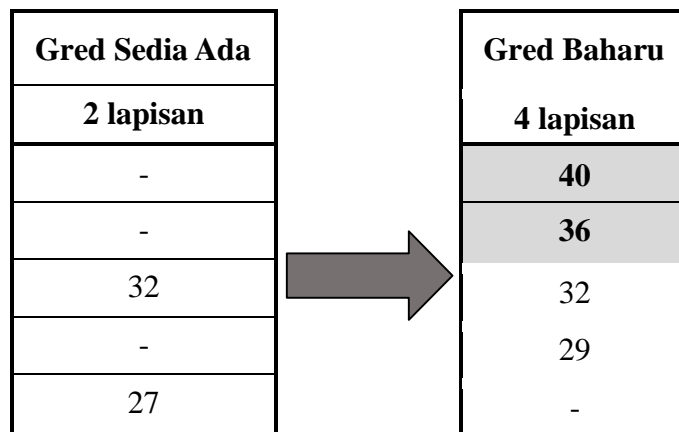 Gred Sedia Ada
2 lapisan
-
-
32
-
27
Gred Baharu
4 lapisan
40
36
32
29
-